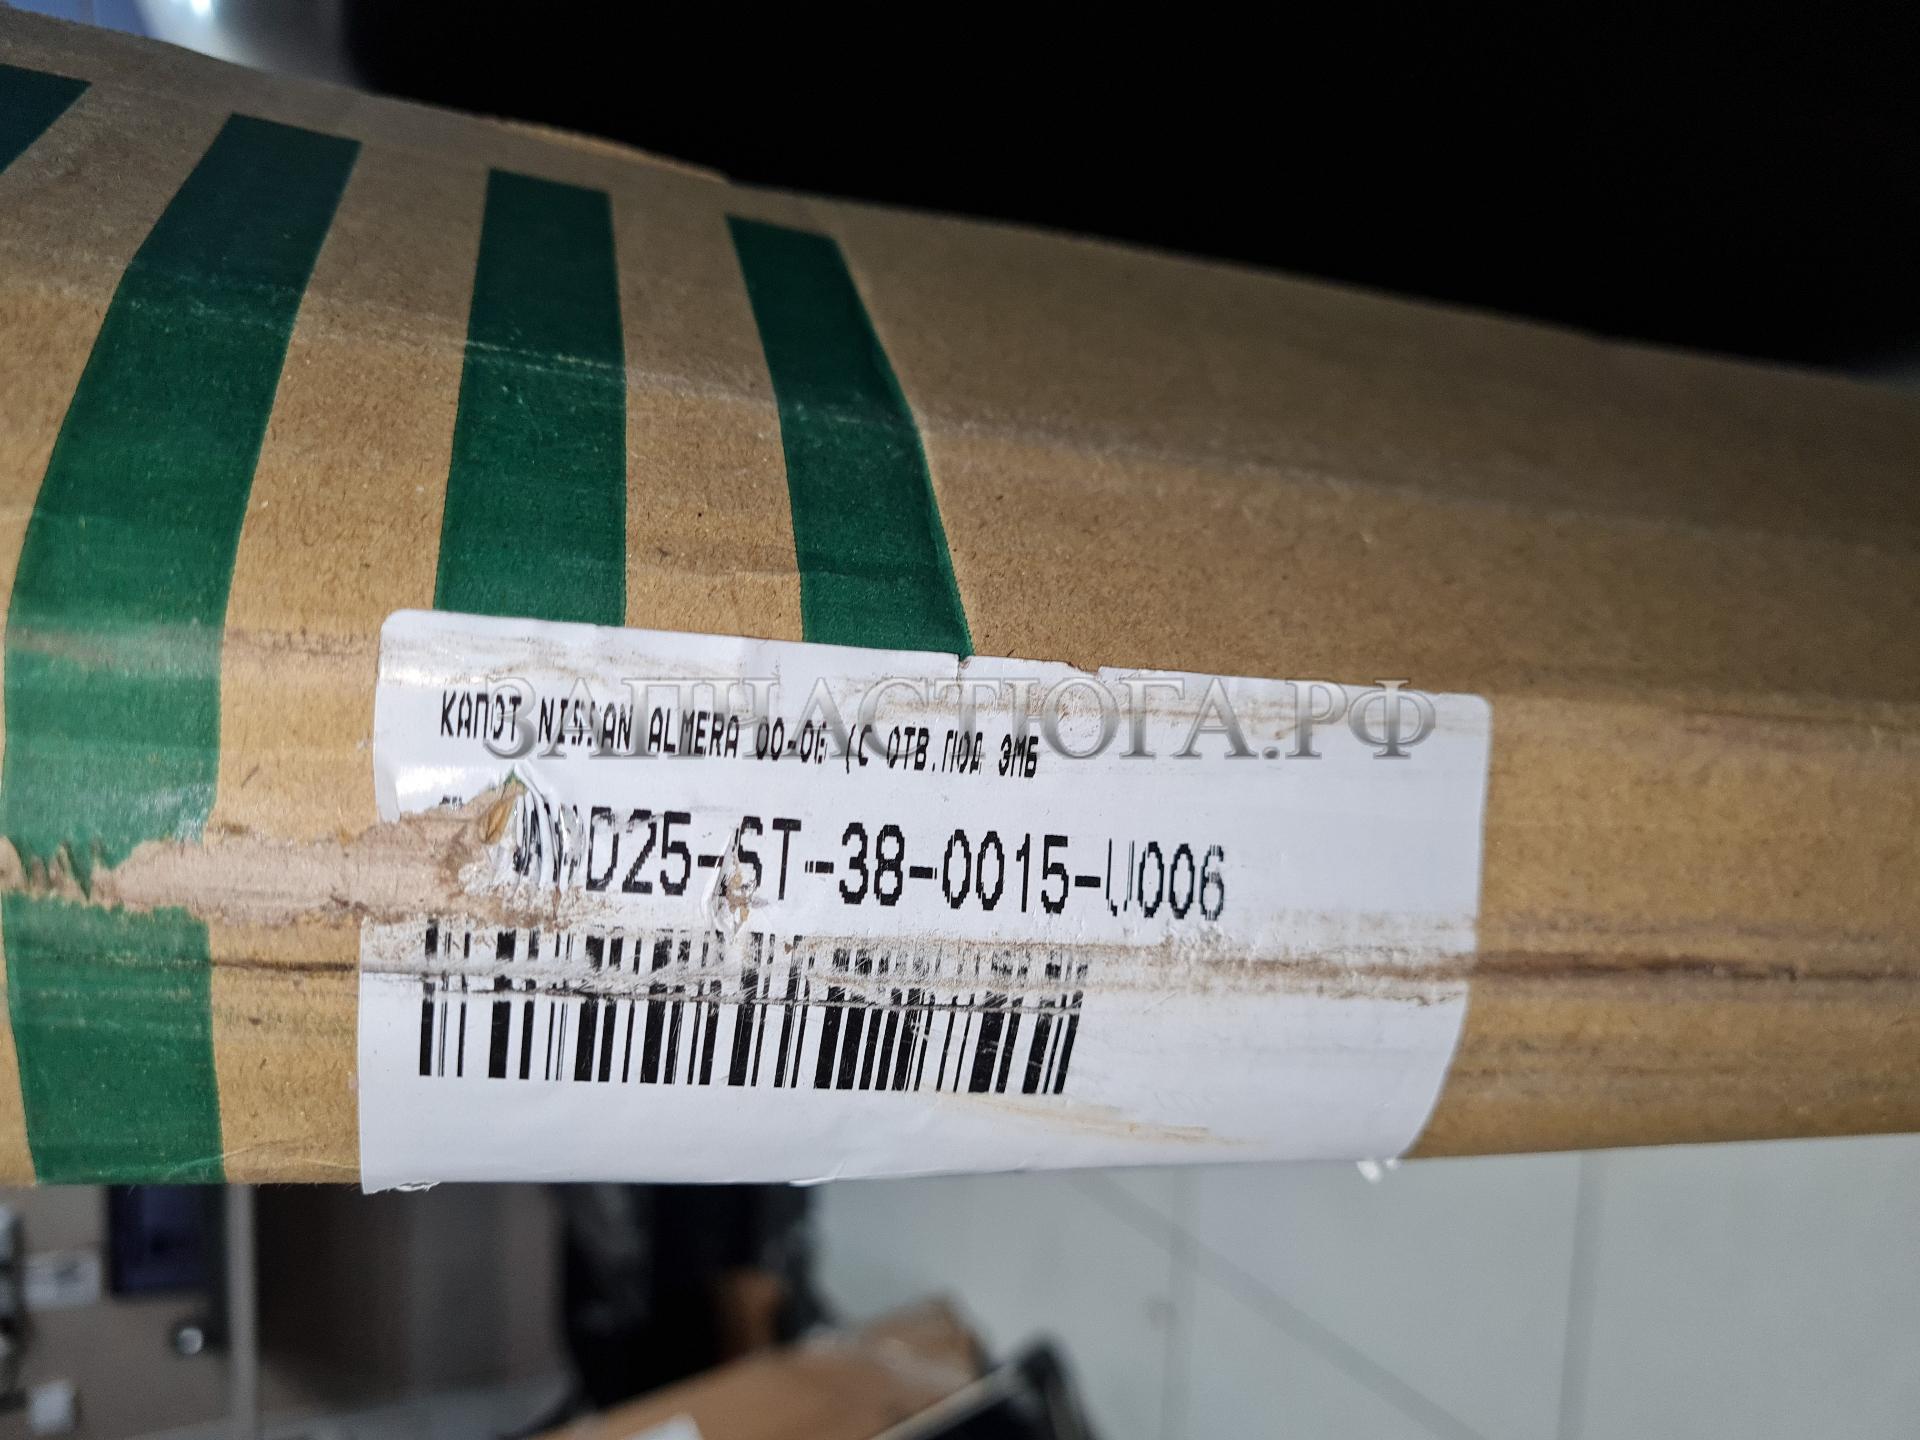 ЗАПЧАСТЮГА.РФ
КАПОТ NISSAN ALMERA 00-06 (С ОТВ.ПОД ЭМБ
D25-ST-38-0015-U006